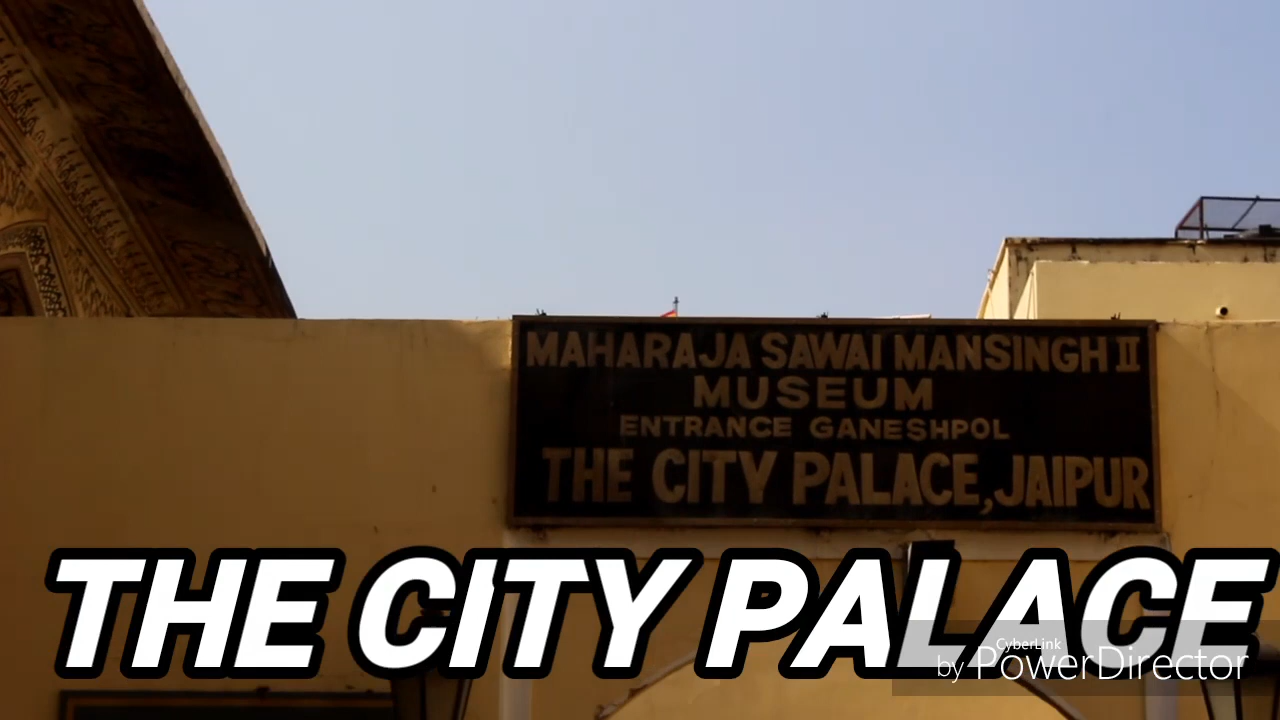 MAHARAJA SAWAI MANSINGH II
MUSEUM
ENTRANCE GANESHPOL
THE CITY PALACE, JAIPUR
THE CITY PALACE
CyberLink
by PowerDirector